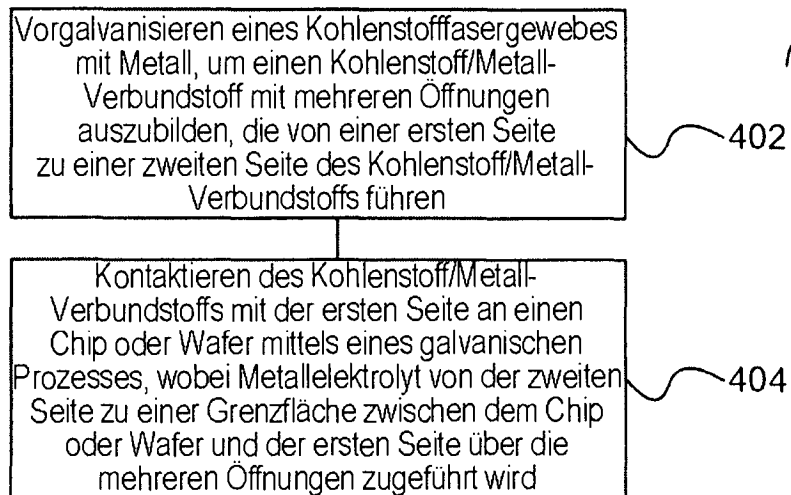 Vorgalvanisieren eines Kohlenstofffasergewebes
mit Metall, um einen Kohlenstoff/Metall-
Verbundstoff mit mehreren Öffnungen
auszubilden, die von einer ersten Seite
zu einer zweiten Seite des Kohlenstoff/Metall-
Verbundstoffs führen
402
Kontaktieren des Kohlenstoff/Metall-
Verbundstoffs mit der ersten Seite an einen
Chip oder Wafer mittels eines galvanischen
Prozesses, wobei Metallelektrolyt von der zweiten
Seite zu einer Grenzfläche zwischen dem Chip
oder Wafer und der ersten Seite über die
mehreren Öffnungen zugeführt wird
404